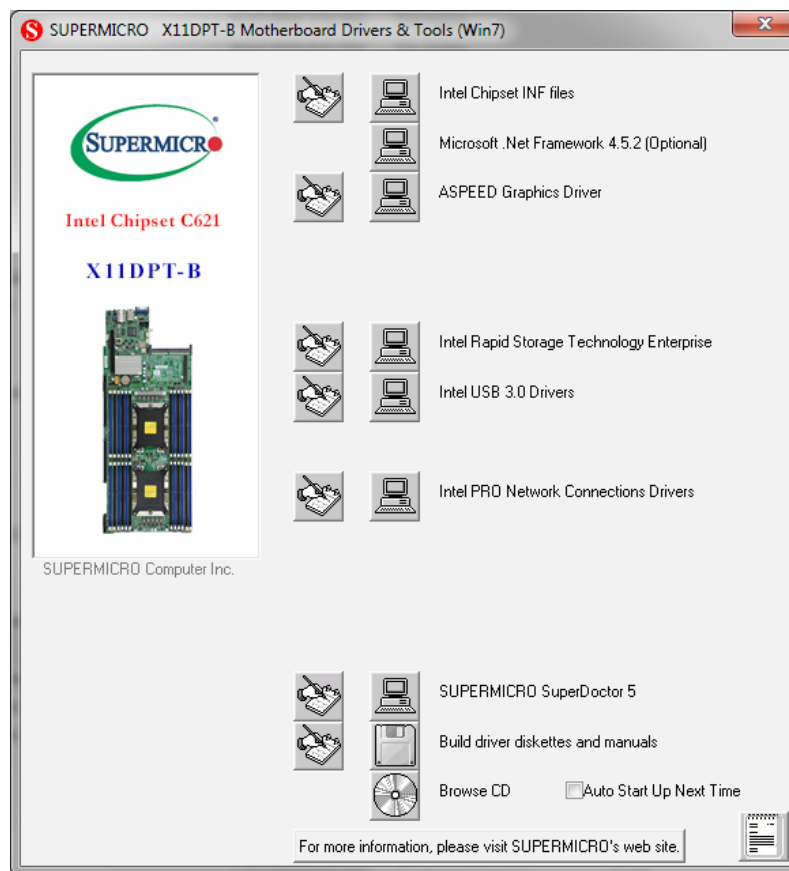 SUPERMICRO X11DPT-B Motherboard Drivers & Tools (Win7)
SUPERMICRO
Intel Chipset C621
X11DPT-B
SUPERMICRO Computer Inc.
Intel Chipset INF files
Microsoft .Net Framework 4.5.2 (Optional)
ASPEED Graphics Driver
Intel Rapid Storage Technology Enterprise
Intel USB 3.0 Drivers
Intel PRO Network Connections Drivers
SUPERMICRO SuperDoctor 5
Build driver diskettes and manuals
Browse CD Auto Start Up Next Time
For more information, please visit SUPERMICRO's web site.